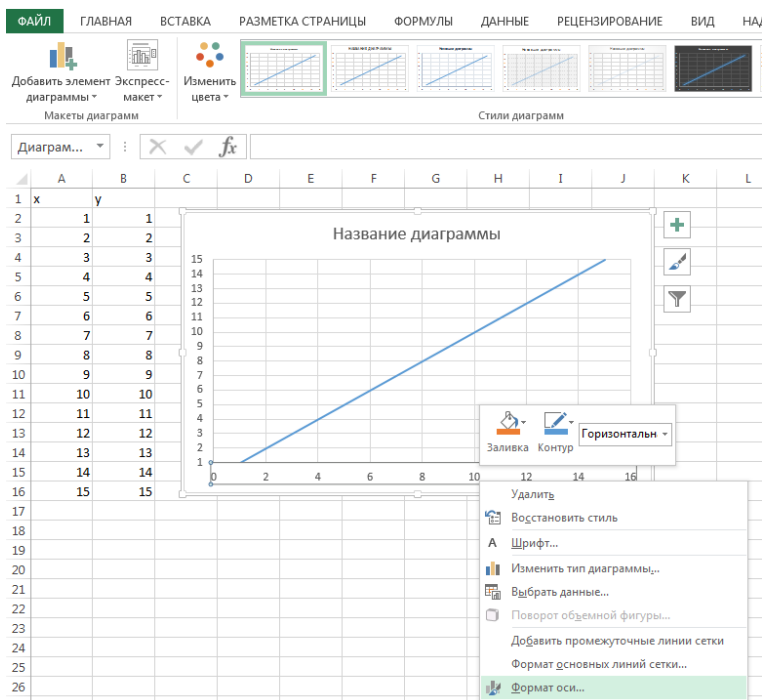 ФАЙЛ ГЛАВНАЯ ВСТАВКА РАЗМЕТКА СТРАНИЦЫ ФОРМУЛЫ ДАННЫЕ РЕЦЕНЗИРОВАНИЕ ВИД НАД
Добавить элемент диаграммы
Экспресс-макет
Изменить цвета
Макеты диаграмм
Стили диаграмм
Диаграм... fx
A B C D E F G H I J K L
1 x y
2 1 1
3 2 2
4 3 3
5 4 4
6 5 5
7 6 6
8 7 7
9 8 8
10 9 9
11 10 10
12 11 11
13 12 12
14 13 13
15 14 14
16 15 15
17
18
19
20
21
22
23
24
25
26
Название диаграммы
15
14
13
12
11
10
9
8
7
6
5
4
3
2
1
0 2 4 6 8 10 12 14 16
Заливка Контур Горизонтальн
Удалить
Восстановить стиль
А Шрифт...
Изменить тип диаграммы...
Выбрать данные...
Поворот объемной фигуры...
Добавить промежуточные линии сетки
Формат основных линий сетки...
Формат оси...